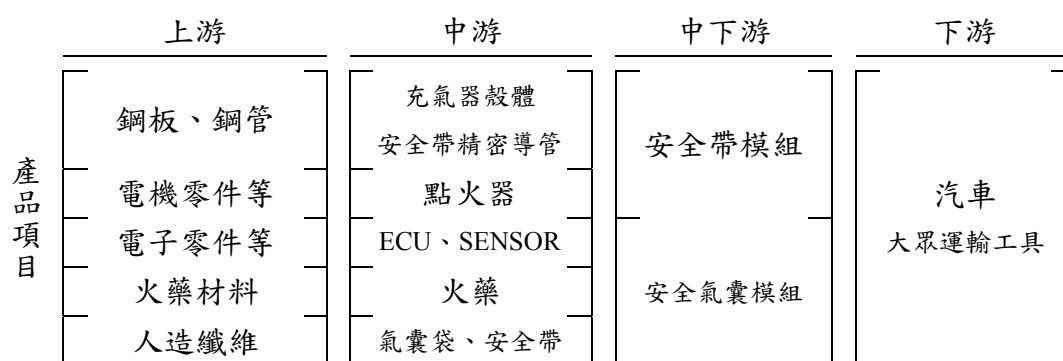 上游 中游 中下游 下游
產品項目
鋼板、鋼管
電機零件等
電子零件等
火藥材料
人造纖維
充氣器殼體
安全帶精密導管
點火器
ECU、SENSOR
火藥
氣囊袋、安全帶
安全帶模組
安全氣囊模組
汽車
大眾運輸工具